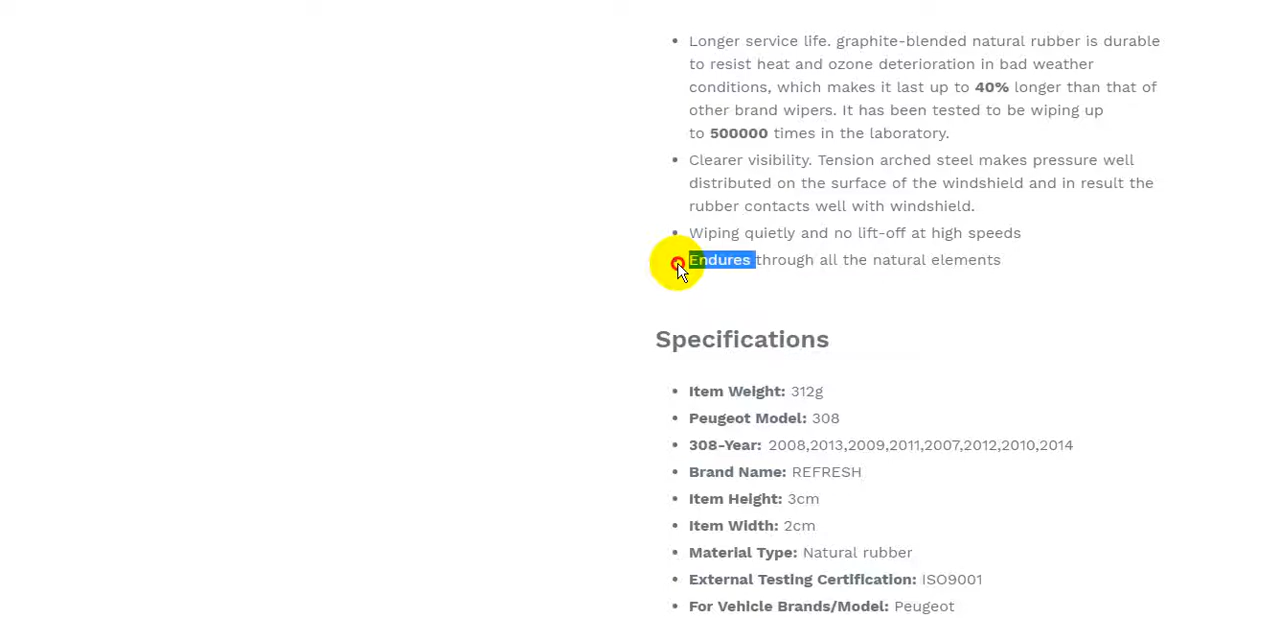 Longer service life. graphite-blended natural rubber is durable
to resist heat and ozone deterioration in bad weather
conditions, which makes it last up to 40% longer than that of
other brand wipers. It has been tested to be wiping up
to 500000 times in the laboratory.
Clearer visibility. Tension arched steel makes pressure well
distributed on the surface of the windshield and in result the
rubber contacts well with windshield.
Wiping quietly and no lift-off at high speeds
Endures through all the natural elements
Specifications
Item Weight: 312g
Peugeot Model: 308
308-Year: 2008,2013,2009,2011,2007,2012,2010,2014
Brand Name: REFRESH
Item Height: 3cm
Item Width: 2cm
Material Type: Natural rubber
External Testing Certification: ISO9001
For Vehicle Brands/Model: Peugeot